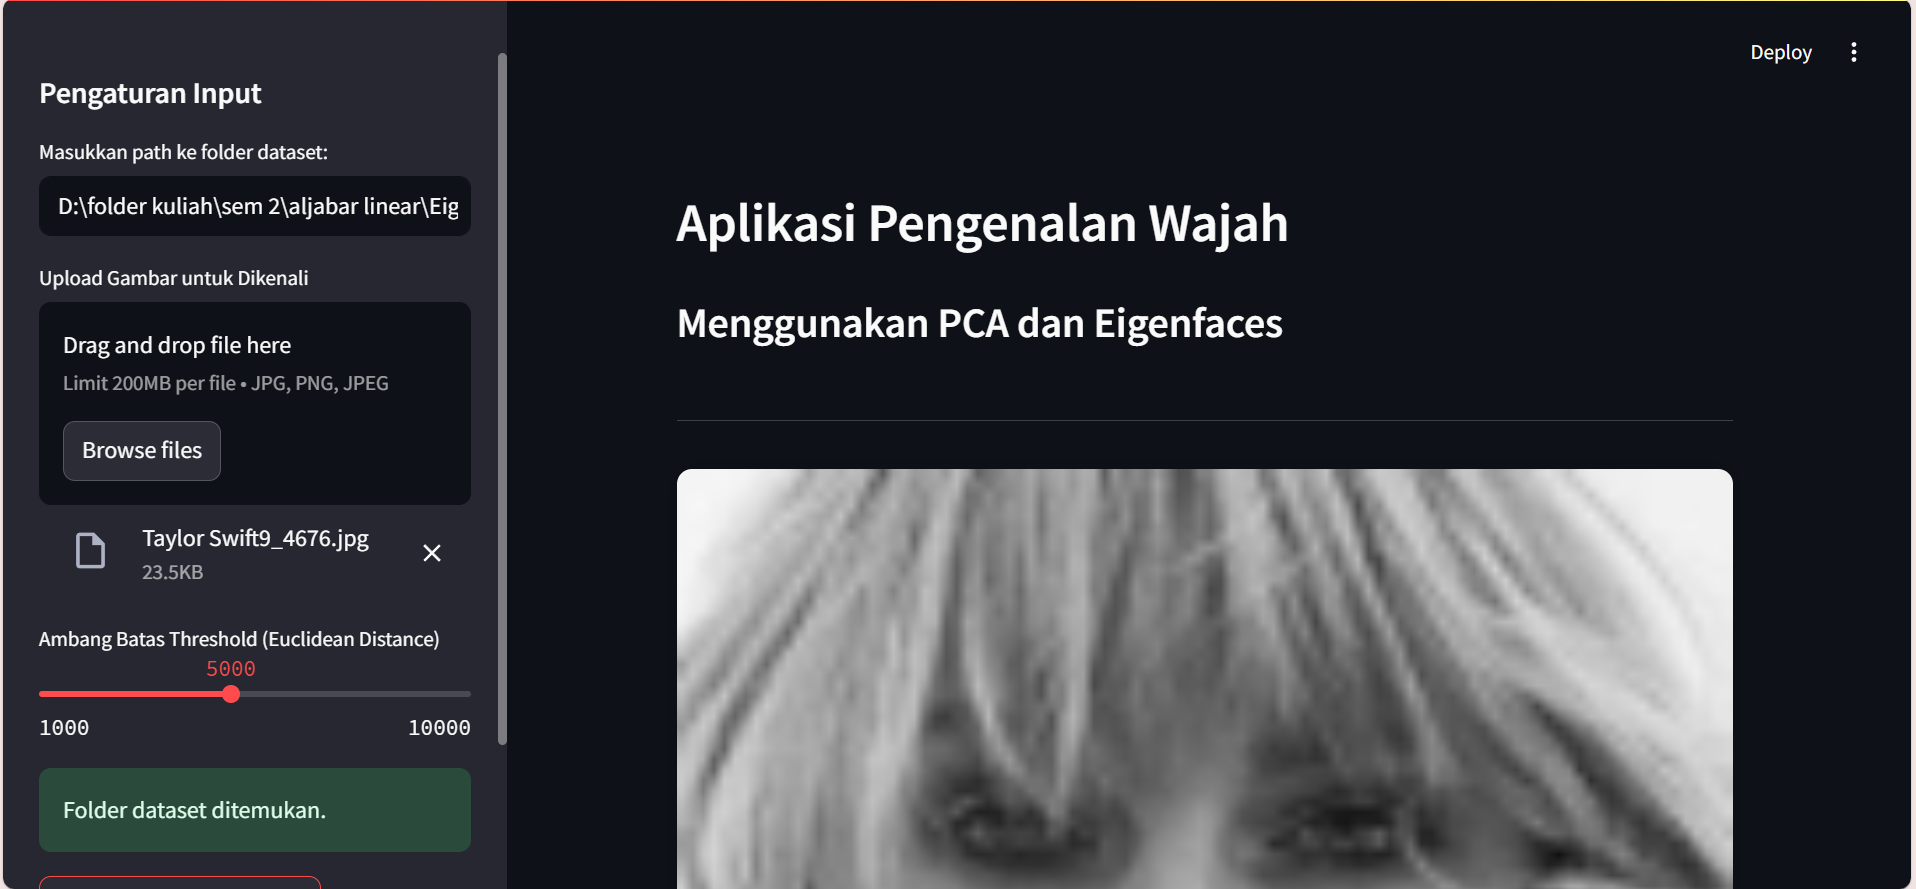 Pengaturan Input
Masukkan path ke folder dataset:
D:\folder kuliah\sem 2\aljabar linear\Eig
Upload Gambar untuk Dikenali
Drag and drop file here
Limit 200MB per file • JPG, PNG, JPEG
Browse files
Taylor Swift9_4676.jpg
23.5KB
Ambang Batas Threshold (Euclidean Distance)
5000
1000 10000
Folder dataset ditemukan.
Deploy
Aplikasi Pengenalan Wajah
Menggunakan PCA dan Eigenfaces